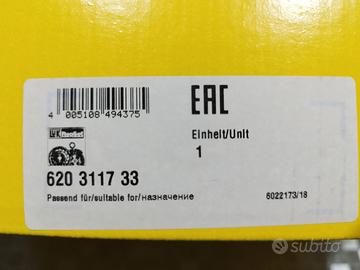 4 005108 494375
EAC
LuK RepSet
Einheit/Unit
1
620 3117 33
Passend für/suitable for/назначение
6022173/18
subito